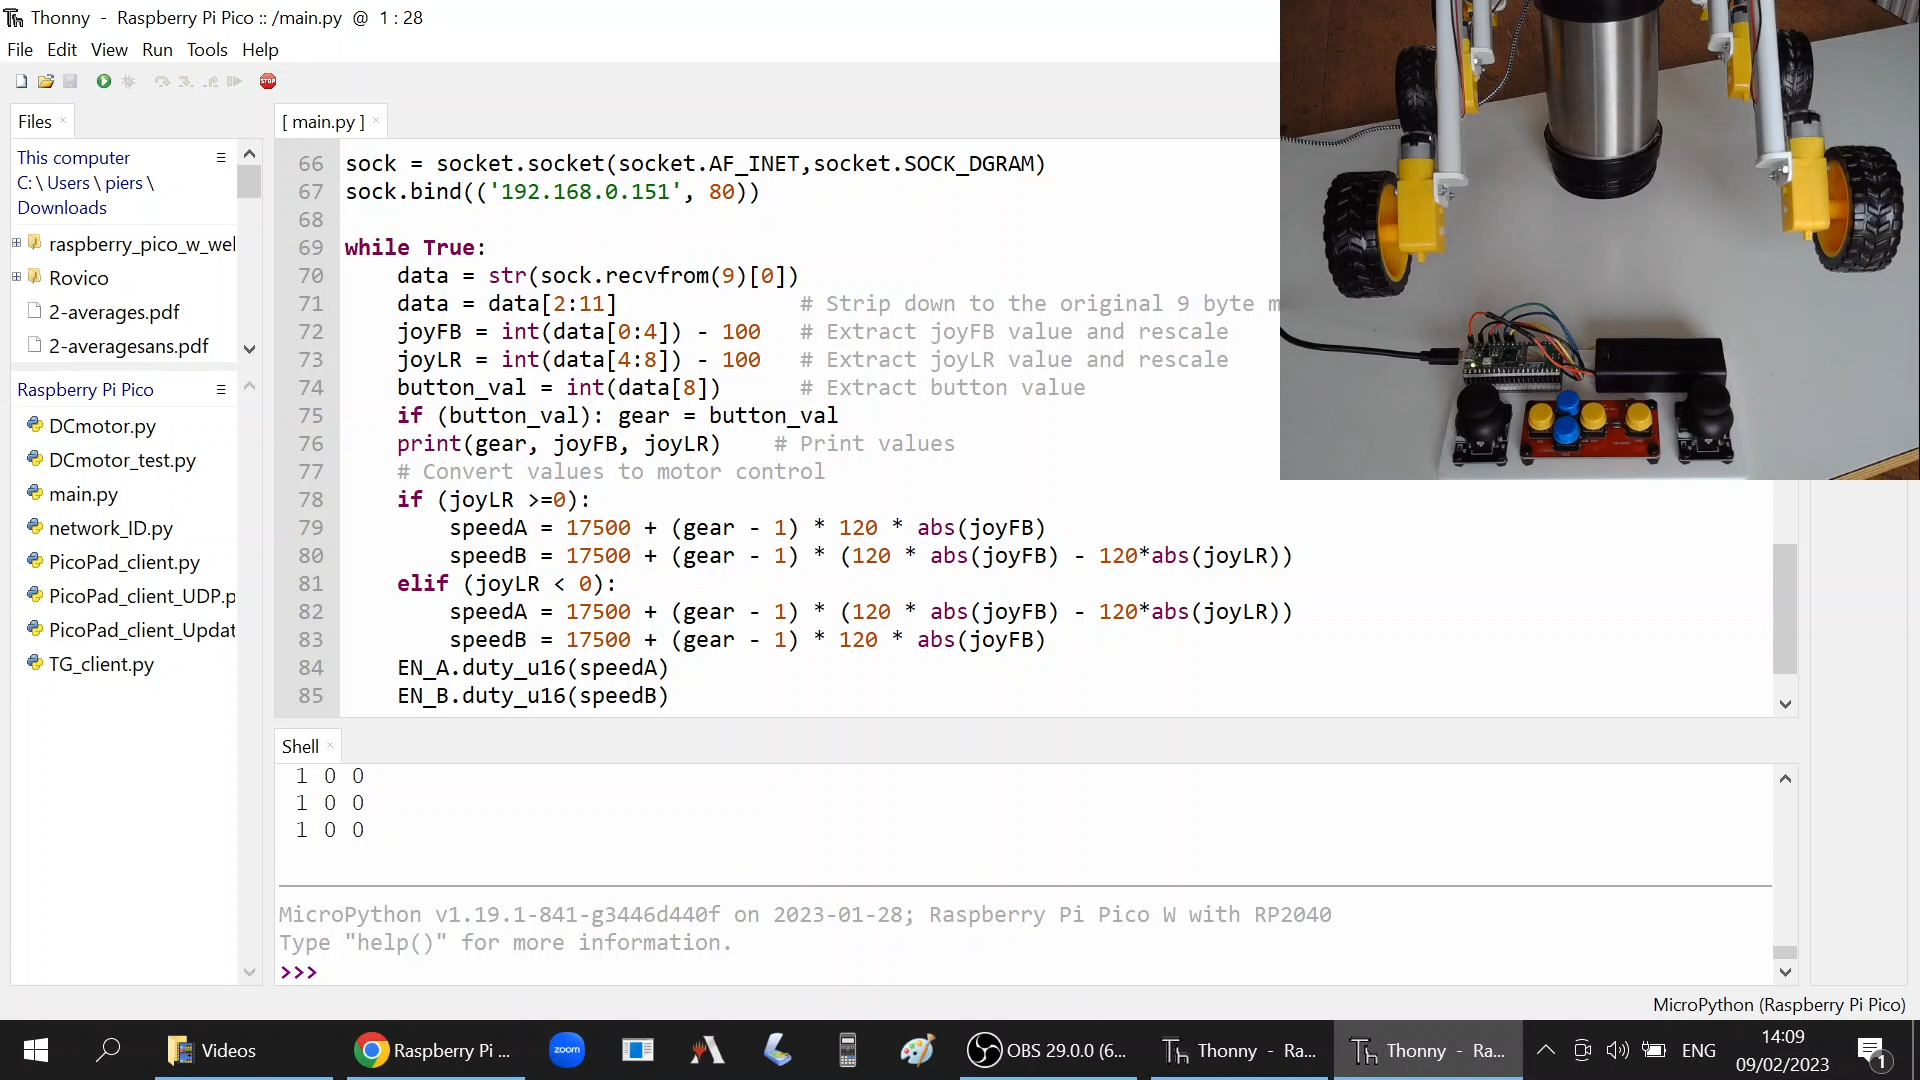 Thonny - Raspberry Pi Pico :: /main.py @ 1 : 28
File Edit View Run Tools Help
STOP
Files
This computer
C: \ Users \ piers \
Downloads
raspberry_pico_w_wel
Rovico
2-averages.pdf
2-averagesans.pdf
Raspberry Pi Pico
DCmotor.py
DCmotor_test.py
main.py
network_ID.py
PicoPad_client.py
PicoPad_client_UDP.p
PicoPad_client_Updat
TG_client.py
[ main.py ]
66 sock = socket.socket(socket.AF_INET,socket.SOCK_DGRAM)
67 sock.bind(('192.168.0.151', 80))
68
69 while True:
70 data = str(sock.recvfrom(9)[0])
71 data = data[2:11] # Strip down to the original 9 byte m
72 joyFB = int(data[0:4]) - 100 # Extract joyFB value and rescale
73 joyLR = int(data[4:8]) - 100 # Extract joyLR value and rescale
74 button_val = int(data[8]) # Extract button value
75 if (button_val): gear = button_val
76 print(gear, joyFB, joyLR) # Print values
77 # Convert values to motor control
78 if (joyLR >=0):
79 speedA = 17500 + (gear - 1) * 120 * abs(joyFB)
80 speedB = 17500 + (gear - 1) * (120 * abs(joyFB) - 120*abs(joyLR))
81 elif (joyLR < 0):
82 speedA = 17500 + (gear - 1) * (120 * abs(joyFB) - 120*abs(joyLR))
83 speedB = 17500 + (gear - 1) * 120 * abs(joyFB)
84 EN_A.duty_u16(speedA)
85 EN_B.duty_u16(speedB)
Shell
1 0 0
1 0 0
1 0 0
MicroPython v1.19.1-841-g3446d440f on 2023-01-28; Raspberry Pi Pico W with RP2040
Type "help()" for more information.
>>>
MicroPython (Raspberry Pi Pico)
Videos
Raspberry Pi ...
zoom
OBS 29.0.0 (6...
Thonny - Ra...
Thonny - Ra...
ENG
14:09
09/02/2023
1